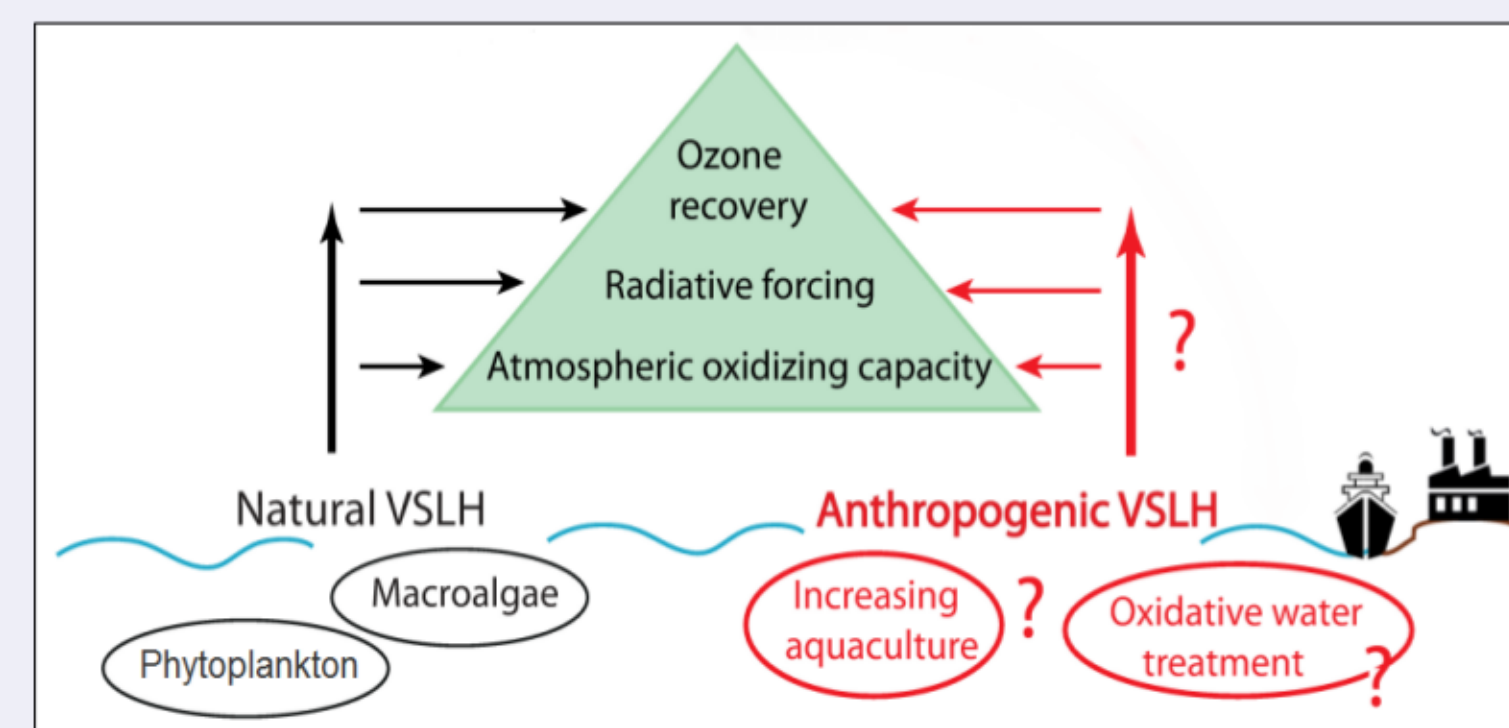 Ozone
recovery
Radiative forcing
Atmospheric oxidizing capacity
?
Natural VSLH
Anthropogenic VSLH
Macroalgae
Phytoplankton
Increasing
aquaculture
?
Oxidative water
treatment
?